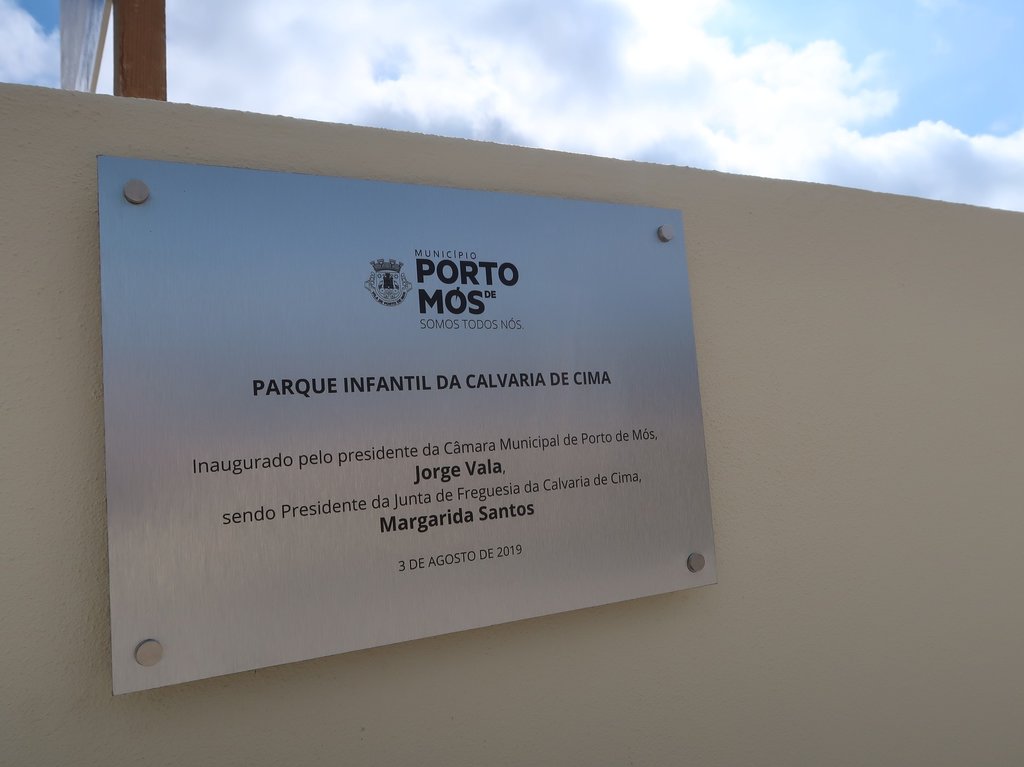 MUNICÍPIO
PORTO
DE MÓS
SOMOS TODOS NÓS.
PARQUE INFANTIL DA CALVARIA DE CIMA
Inaugurado pelo presidente da Câmara Municipal de Porto de Mós,
Jorge Vala,
sendo Presidente da Junta de Freguesia da Calvaria de Cima,
Margarida Santos
3 DE AGOSTO DE 2019